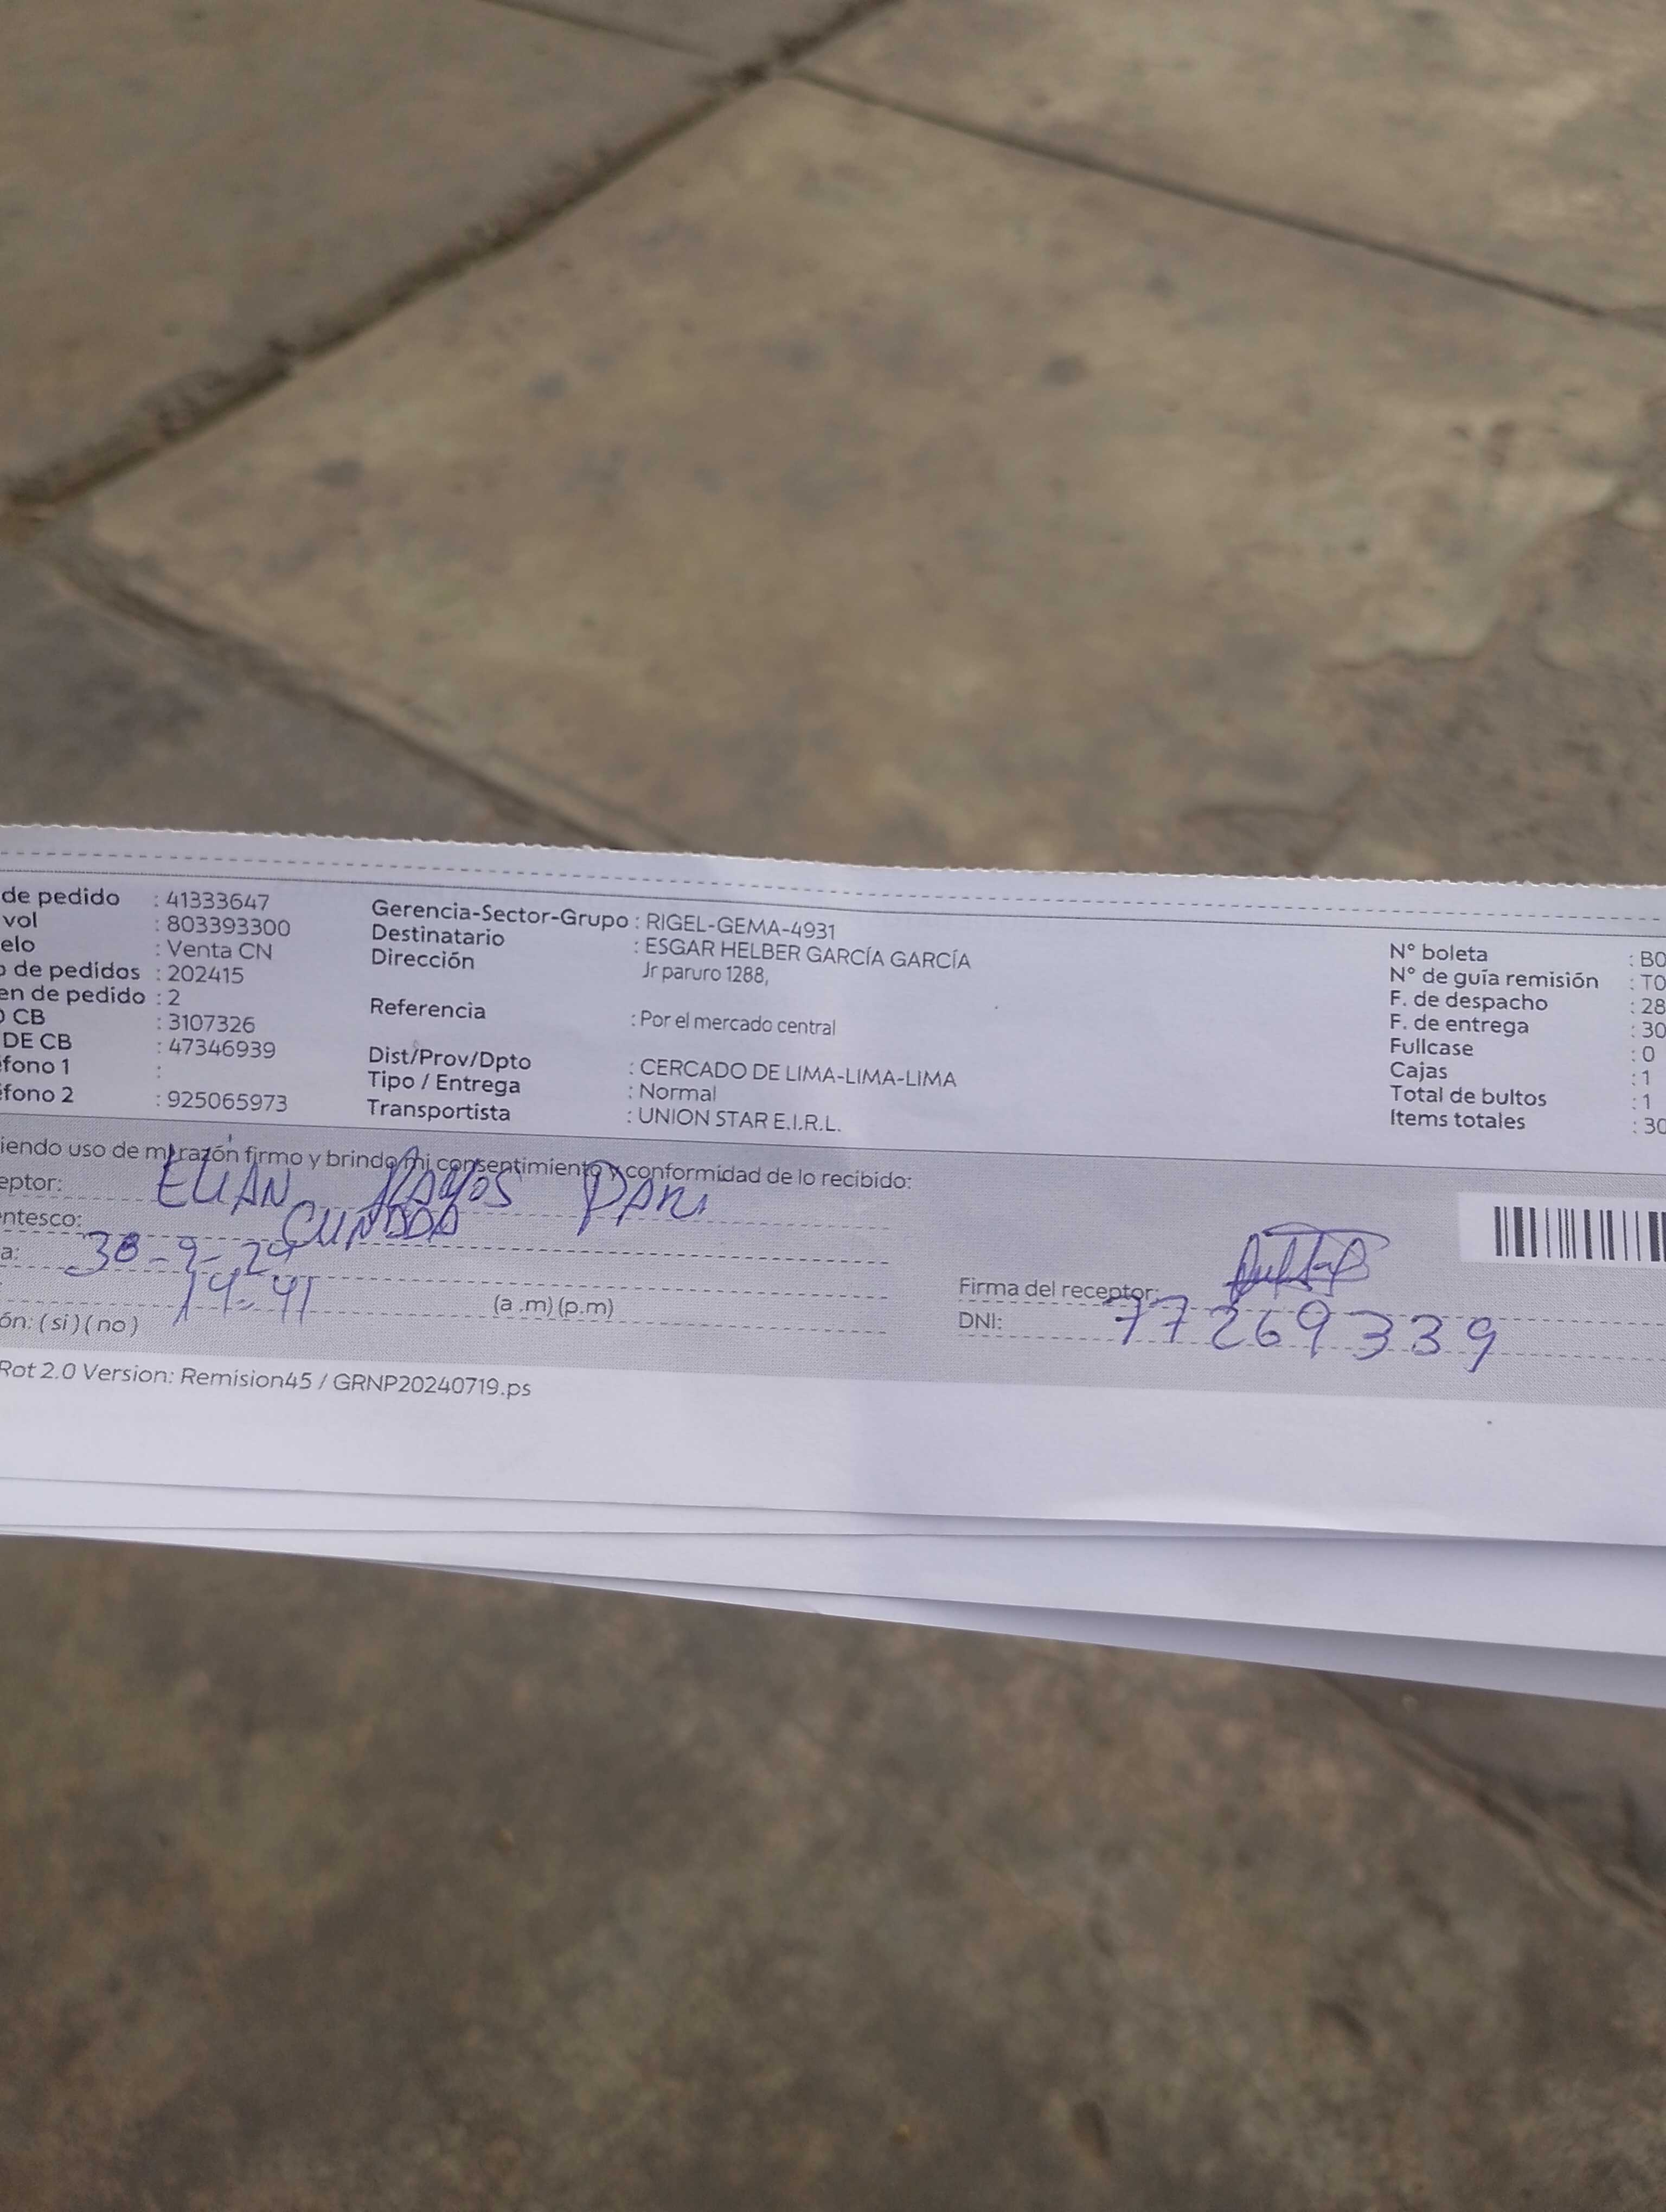 de pedido : 41333647
vol : 803393300
elo : Venta CN
o de pedidos : 202415
en de pedido : 2
O CB : 3107326
DE CB : 47346939
éfono 1 :
éfono 2 : 925065973
Gerencia-Sector-Grupo : RIGEL-GEMA-4931
Destinatario : ESGAR HELBER GARCÍA GARCÍA
Dirección Jr paruro 1288,
Referencia : Por el mercado central
Dist/Prov/Dpto : CERCADO DE LIMA-LIMA-LIMA
Tipo / Entrega : Normal
Transportista : UNION STAR E.I.R.L.
N° boleta : B0
N° de guía remisión : T0
F. de despacho : 28
F. de entrega : 30
Fullcase : 0
Cajas : 1
Total de bultos : 1
Items totales : 30
iendo uso de mi razón firmo y brindo mi consentimiento y conformidad de lo recibido:
eptor: ELIAN RAMOS PARI
entesco: CUNADO
a: 30-9-24
14:41 (a .m) (p.m)
ón: ( si ) ( no )
Firma del receptor:
DNI: 77269339
Rot 2.0 Version: Remision45 / GRNP20240719.ps